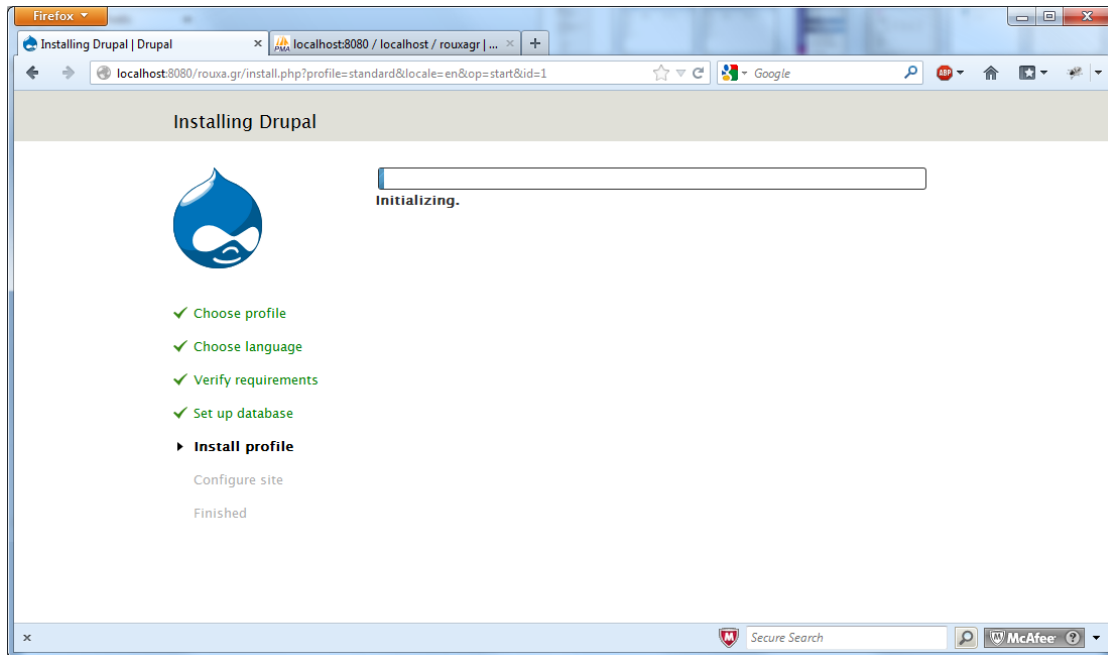 Firefox
Installing Drupal | Drupal
localhost:8080 / localhost / rouxagr | ...
localhost:8080/rouxa.gr/install.php?profile=standard&locale=en&op=start&id=1
Google
ABP
Installing Drupal
Initializing.
Choose profile
Choose language
Verify requirements
Set up database
Install profile
Configure site
Finished
Secure Search
McAfee